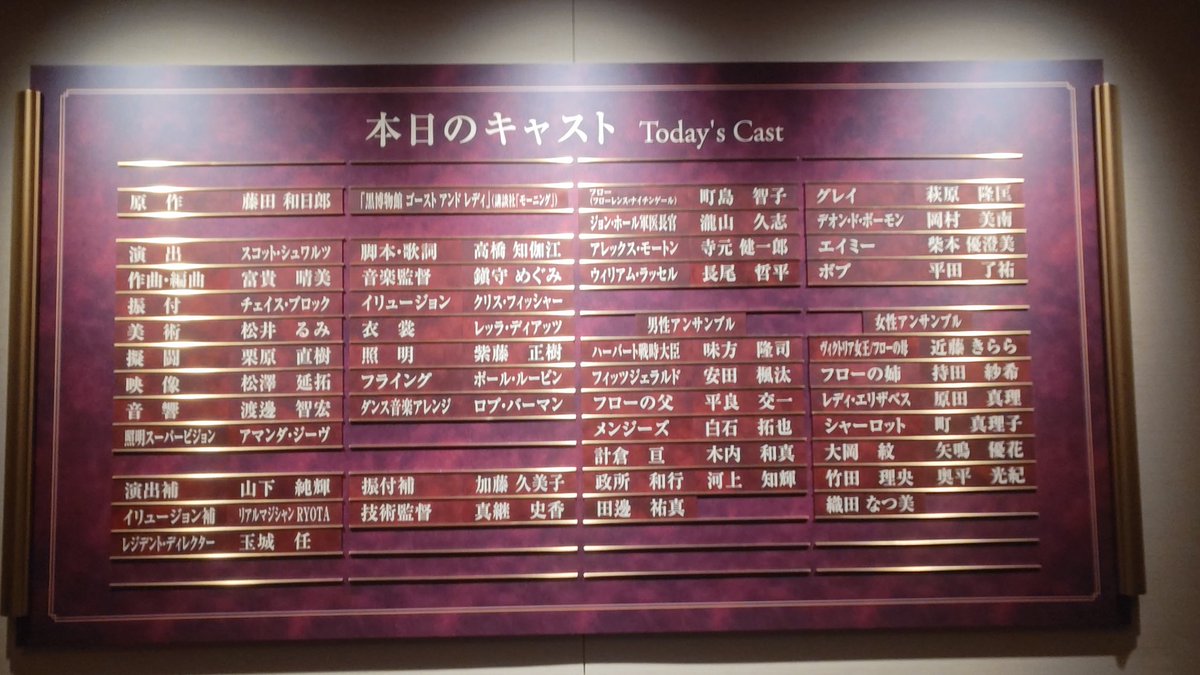 本日のキャスト Today's Cast
原作 藤田 和日郎
「黒博物館 ゴースト アンド レディ」(講談社「モーニング」)
演出 スコット・シュワルツ
作曲・編曲 富貴 晴美
振付 チェイス・ブロック
美術 松井 るみ
擬闘 栗原 直樹
映像 松澤 延拓
音響 渡邉 智宏
照明スーパービジョン アマンダ・ジーヴ
演出補 山下 純輝
イリュージョン補 リアルマジシャン RYOTA
レジデント・ディレクター 玉城 任
脚本・歌詞 高橋 知伽江
音楽監督 鎮守 めぐみ
イリュージョン クリス・フィッシャー
衣裳 レッラ・ディアッツ
照明 紫藤 正樹
フライング ポール・ルービン
ダンス音楽アレンジ ロブ・バーマン
振付補 加藤 久美子
技術監督 真継 史香
フロー(フローレンス・ナイチンゲール) 町島 智子
ジョン・ホール軍医長官 瀧山 久志
アレックス・モートン 寺元 健一郎
ウィリアム・ラッセル 長尾 哲平
男性アンサンブル
ハーバート戦時大臣 味方 隆司
フィッツジェラルド 安田 楓汰
フローの父 平良 交一
メンジーズ 白石 拓也
計倉 亘 木内 和真
政所 和行 河上 知輝
田邊 祐真
グレイ 萩原 隆匡
デオン・ド・ボーモン 岡村 美南
エイミー 柴本 優澄美
ボブ 平田 了祐
女性アンサンブル
ヴィクトリア女王/フローの母 近藤 きらら
フローの姉 持田 紗希
レディ・エリザベス 原田 真理
シャーロット 町 真理子
大岡 紋 矢鳴 優花
竹田 理央 奥平 光紀
織田 なつ美